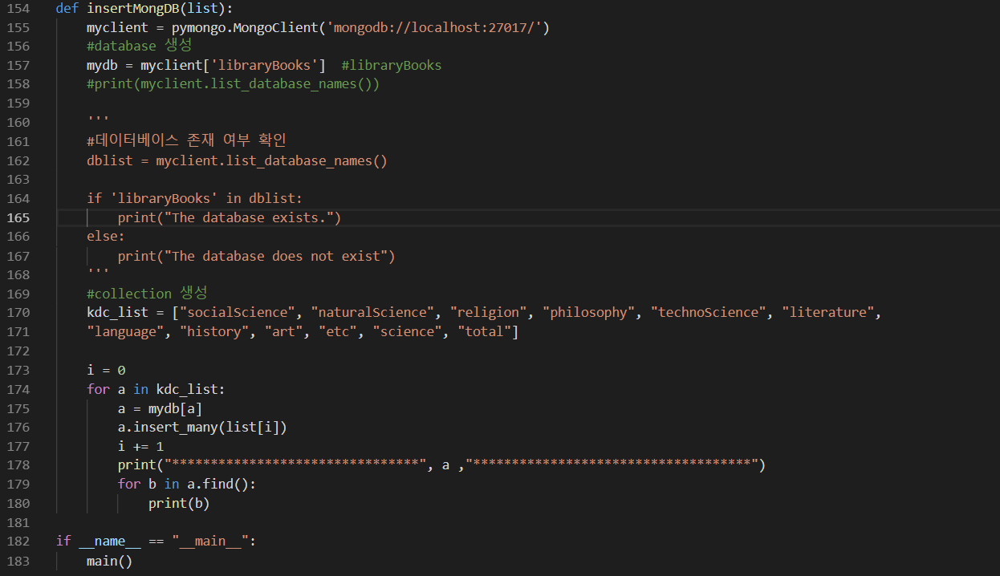 154 def insertMongDB(list):
155     myclient = pymongo.MongoClient('mongodb://localhost:27017/')
156     #database 생성
157     mydb = myclient['libraryBooks']  #libraryBooks
158     #print(myclient.list_database_names())
159
160     '''
161     #데이터베이스 존재 여부 확인
162     dblist = myclient.list_database_names()
163
164     if 'libraryBooks' in dblist:
165         print("The database exists.")
166     else:
167         print("The database does not exist")
168     '''
169     #collection 생성
170     kdc_list = ["socialScience", "naturalScience", "religion", "philosophy", "technoScience", "literature",
171     "language", "history", "art", "etc", "science", "total"]
172
173     i = 0
174     for a in kdc_list:
175         a = mydb[a]
176         a.insert_many(list[i])
177         i += 1
178         print("********************************", a ,"************************************")
179         for b in a.find():
180             print(b)
181
182 if __name__ == "__main__":
183     main()